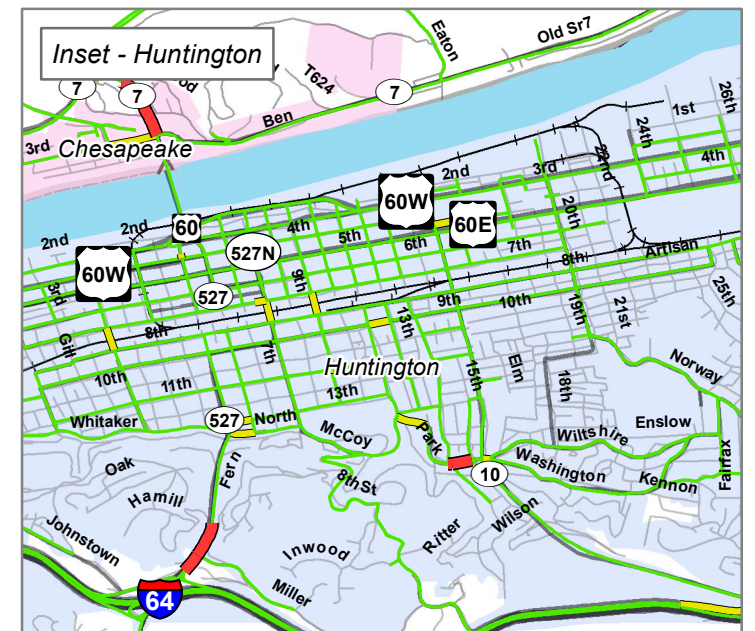 Inset - Huntington
Eaton
Old Sr7
7
7
T624
7
Ben
3rd
Chesapeake
26th
1st
24th
22nd
4th
3rd
2nd
60W
60E
20th
2nd
2nd
60
4th
5th
6th
7th
8th
Artisan
527N
60W
527
9th
3rd
25th
9th
10th
19th
21st
13th
8th
Gill
7th
Huntington
15th
Elm
18th
Norway
10th
11th
13th
527
North
Whitaker
McCoy
Park
Wiltshire
Enslow
Fairfax
Oak
Fern
8thSt
10
Washington
Kennon
Hamill
Wilson
Ritter
Johnstown
Inwood
Miller
64